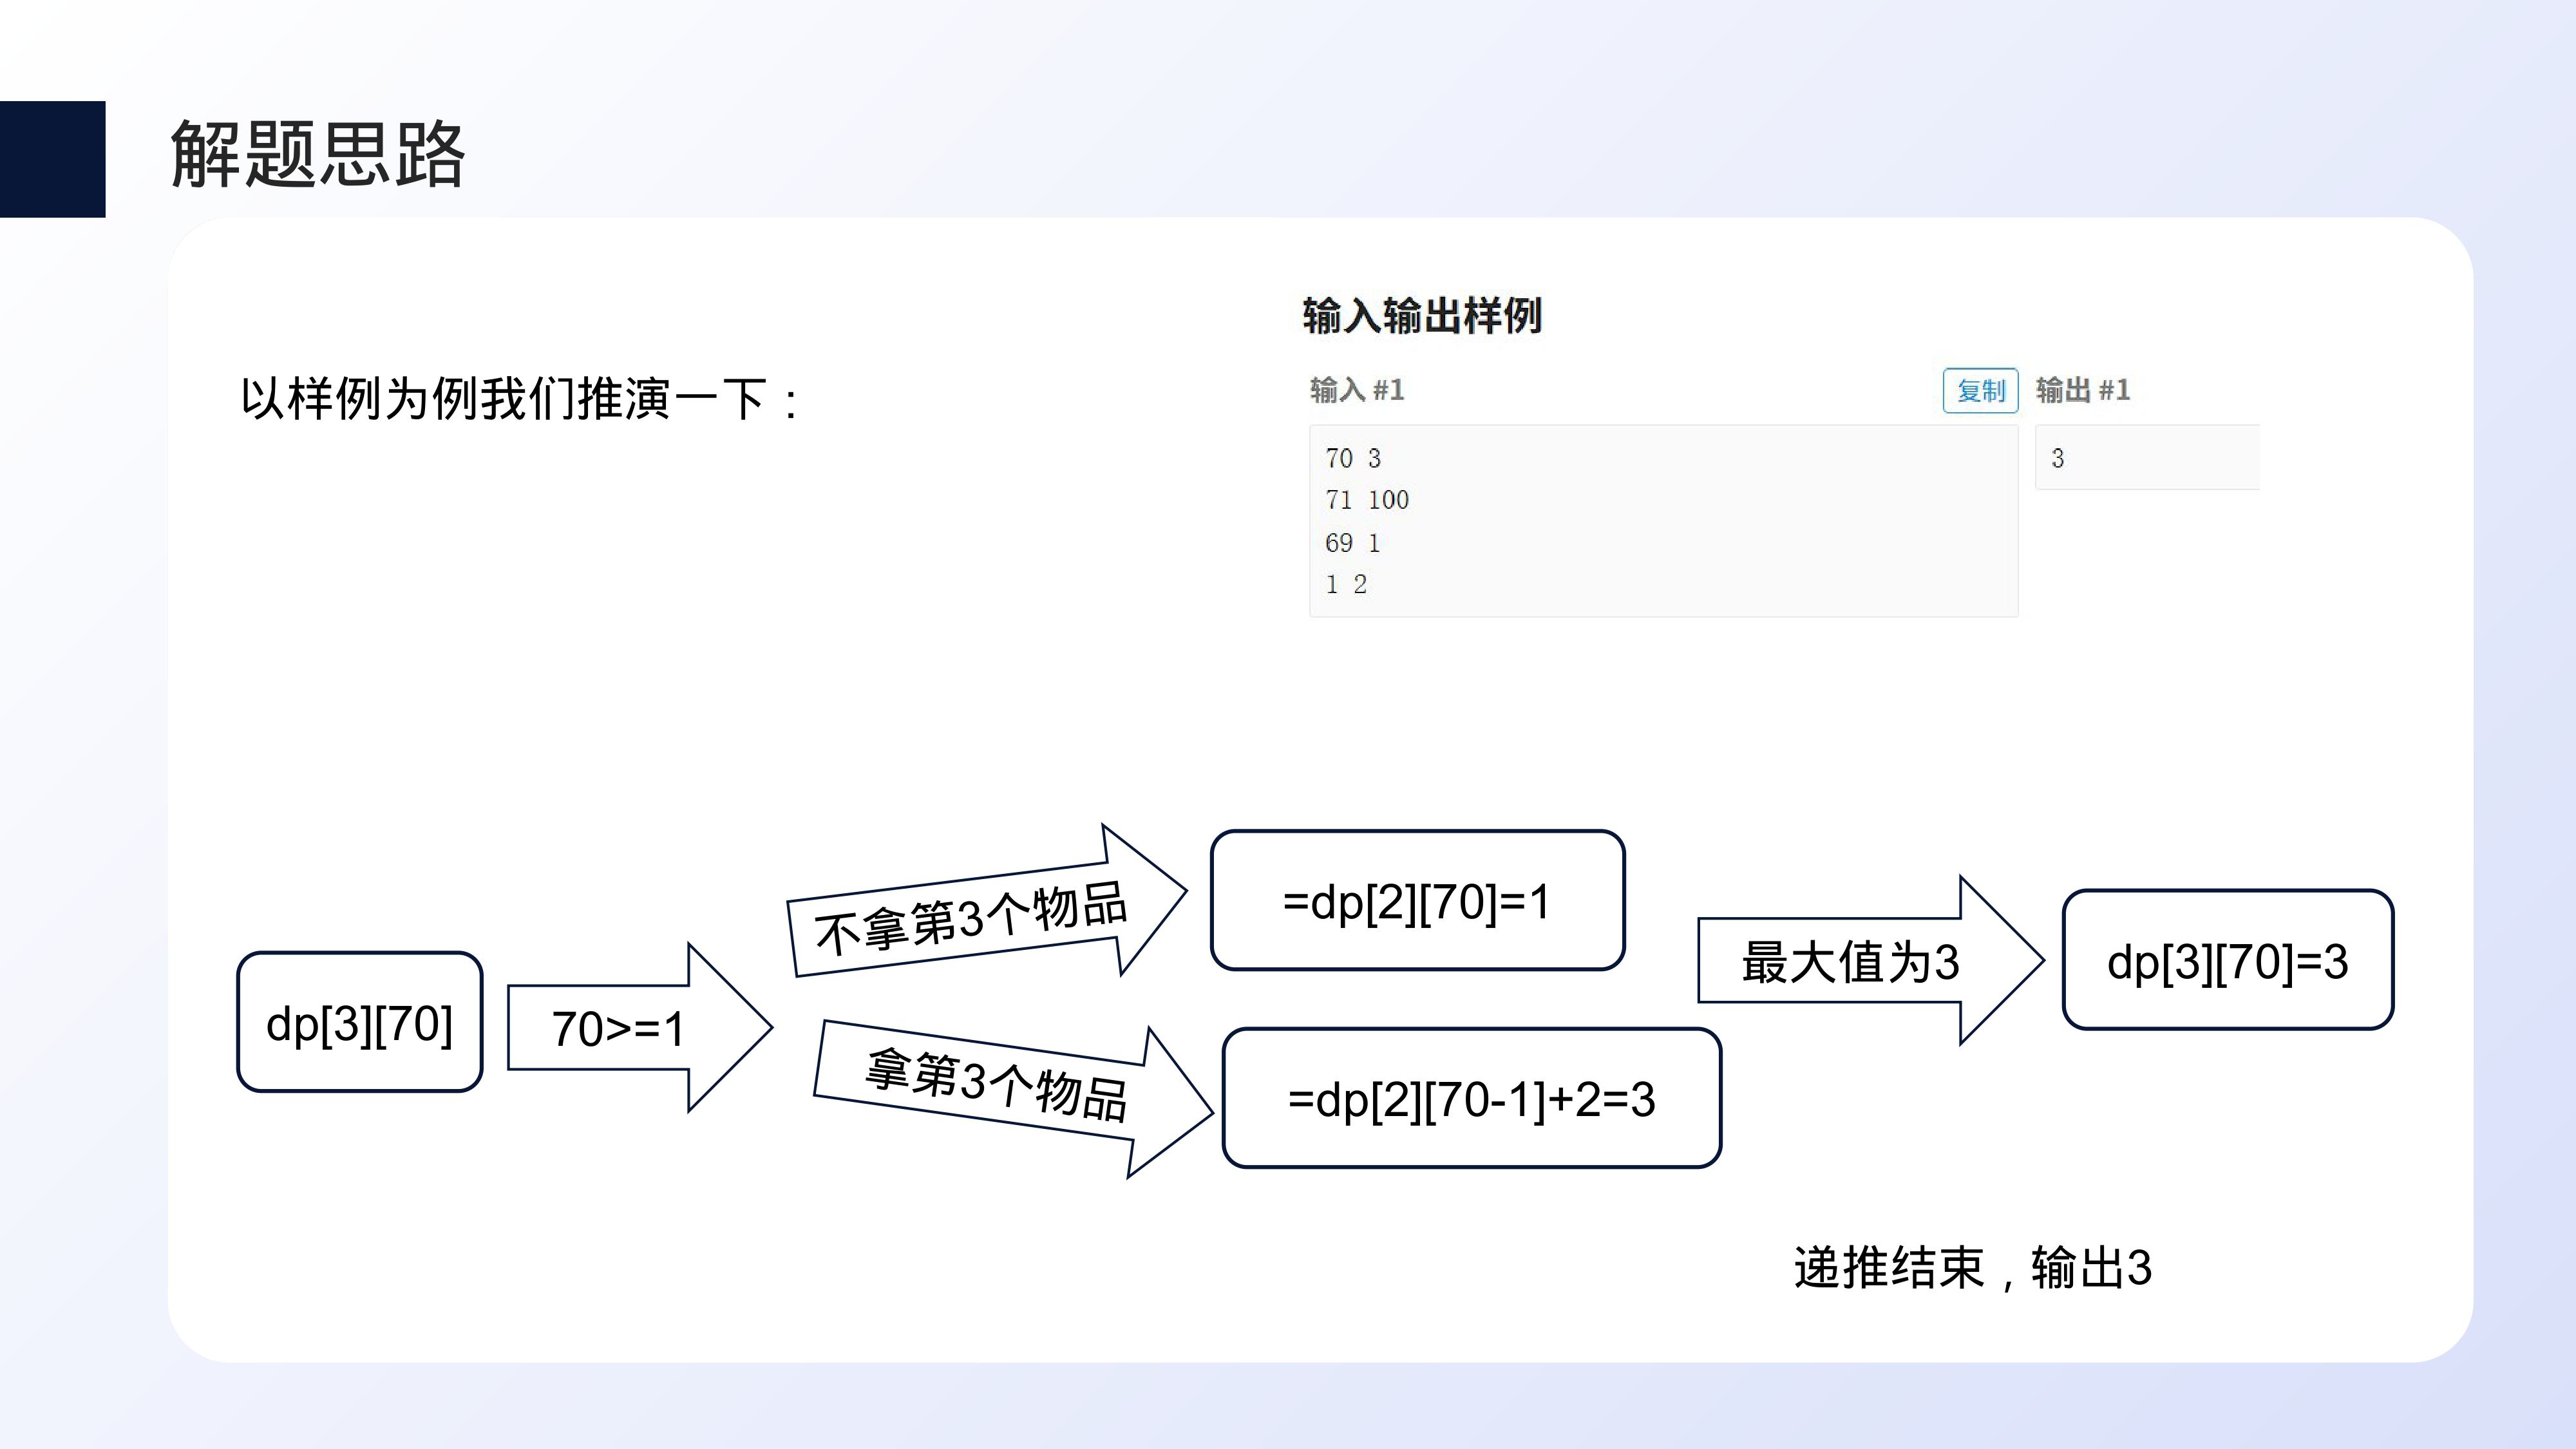 解题思路
以样例为例我们推演一下：
输入输出样例
输入 #1
复制
输出 #1
70 3
71 100
69 1
1 2
3
dp[3][70]
70>=1
不拿第3个物品
=dp[2][70]=1
拿第3个物品
=dp[2][70-1]+2=3
最大值为3
dp[3][70]=3
递推结束，输出3